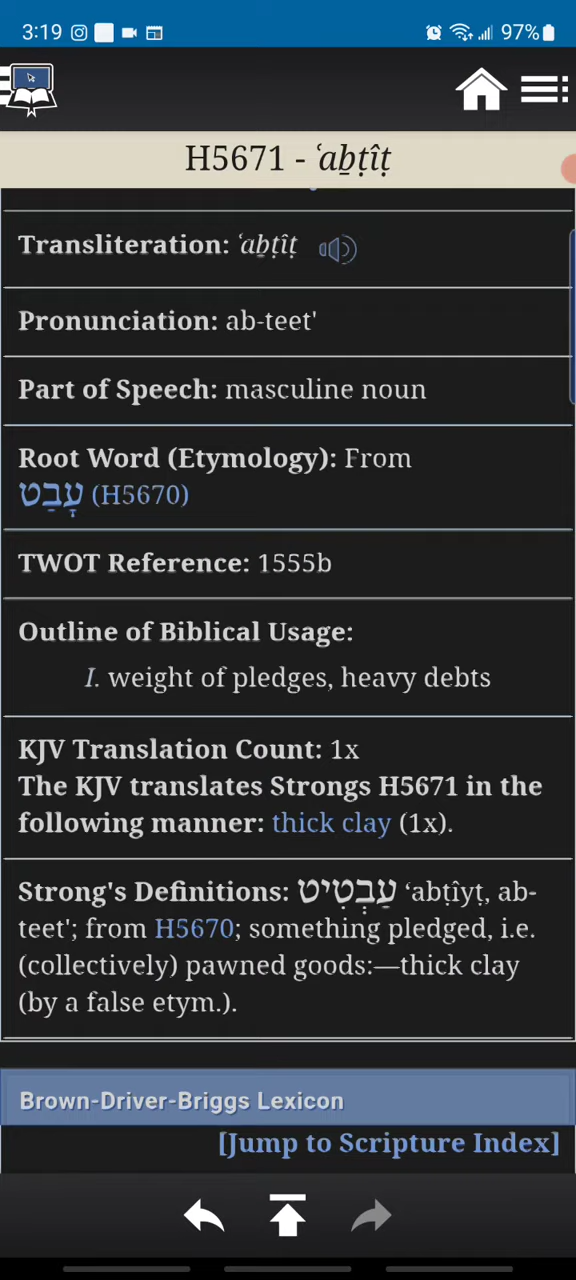 3:19 97%
H5671 - ʻaḇṭîṭ
Transliteration: ʻaḇṭîṭ
Pronunciation: ab-teet'
Part of Speech: masculine noun
Root Word (Etymology): From
עָבַט (H5670)
TWOT Reference: 1555b
Outline of Biblical Usage:
I. weight of pledges, heavy debts
KJV Translation Count: 1x
The KJV translates Strongs H5671 in the
following manner: thick clay (1x).
Strong's Definitions: עַבְטִיט ʻabṭîyṭ, ab-
teet'; from H5670; something pledged, i.e.
(collectively) pawned goods:—thick clay
(by a false etym.).
Brown-Driver-Briggs Lexicon
[Jump to Scripture Index]